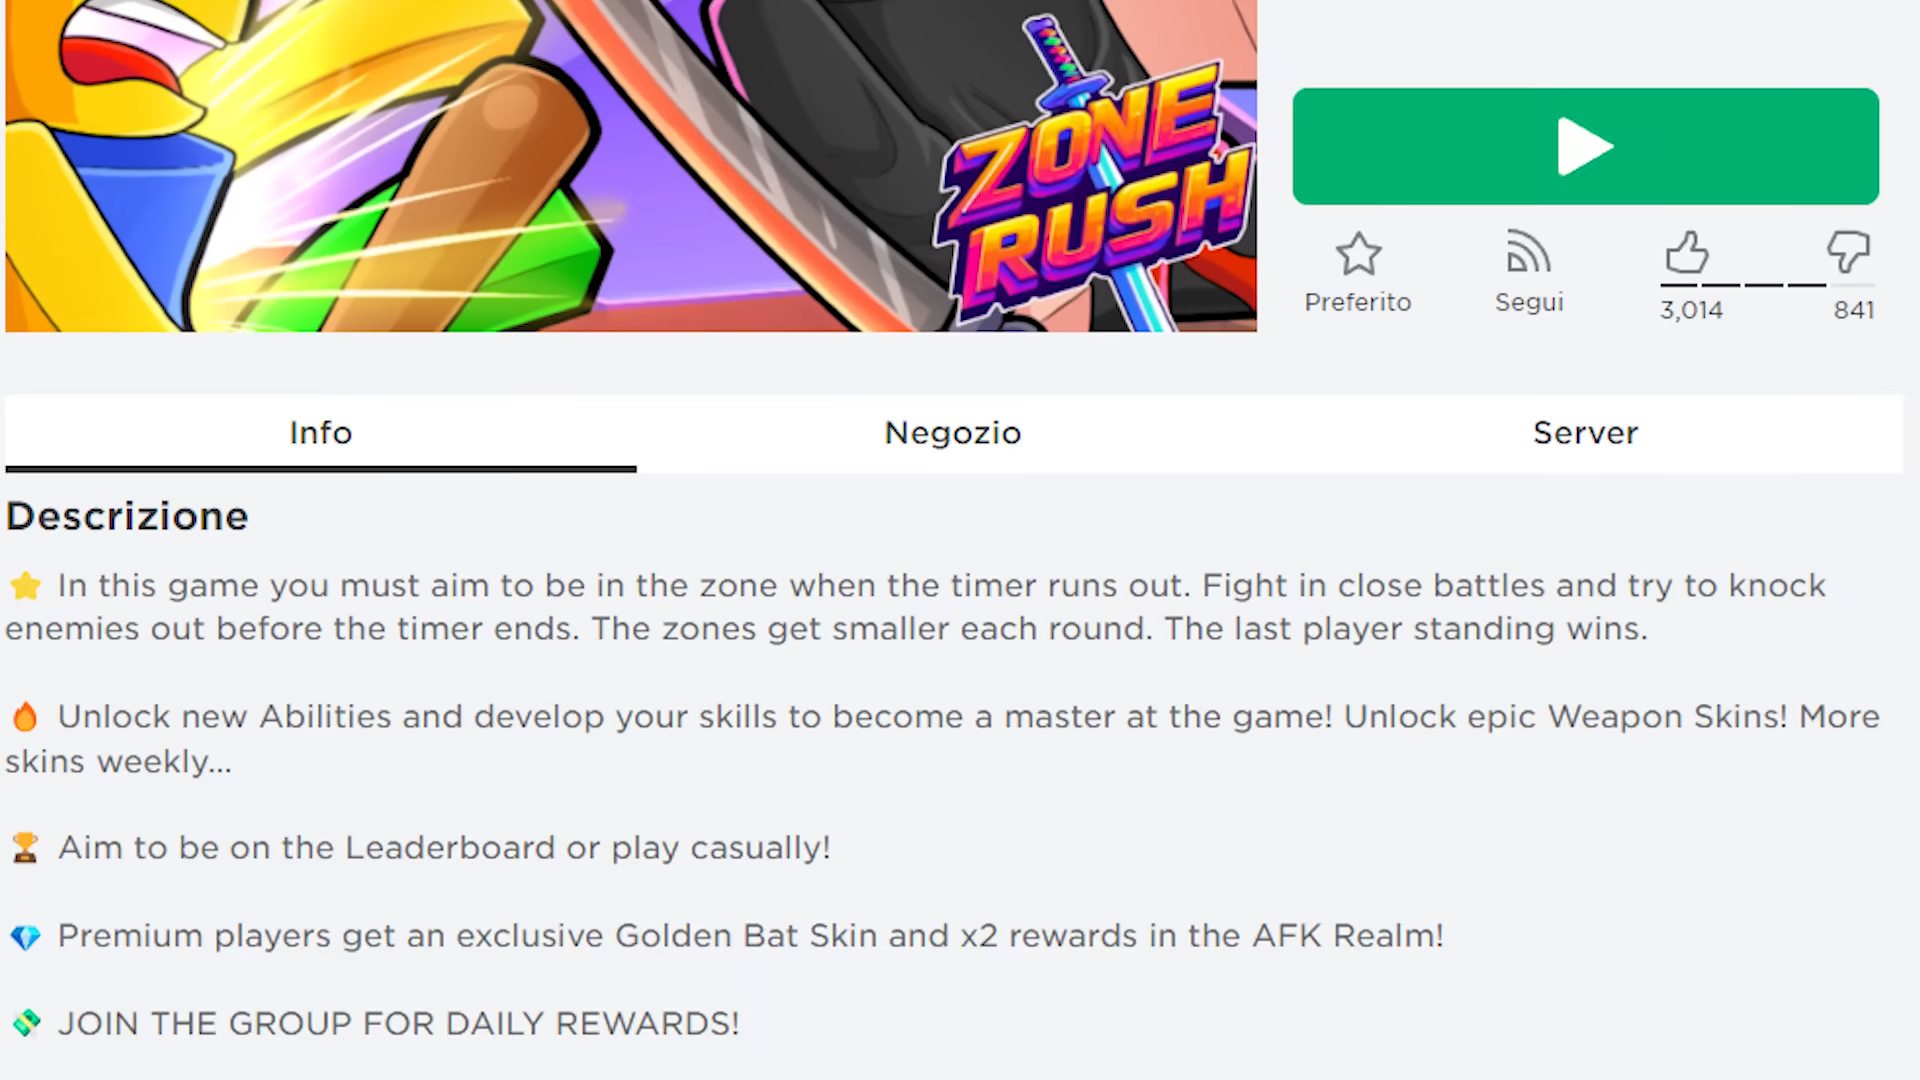 ZONE
RUSH
Preferito
Segui
3,014
841
Info
Negozio
Server
Descrizione
⭐ In this game you must aim to be in the zone when the timer runs out. Fight in close battles and try to knock
enemies out before the timer ends. The zones get smaller each round. The last player standing wins.
🔥 Unlock new Abilities and develop your skills to become a master at the game! Unlock epic Weapon Skins! More
skins weekly...
🏆 Aim to be on the Leaderboard or play casually!
💎 Premium players get an exclusive Golden Bat Skin and x2 rewards in the AFK Realm!
💸 JOIN THE GROUP FOR DAILY REWARDS!